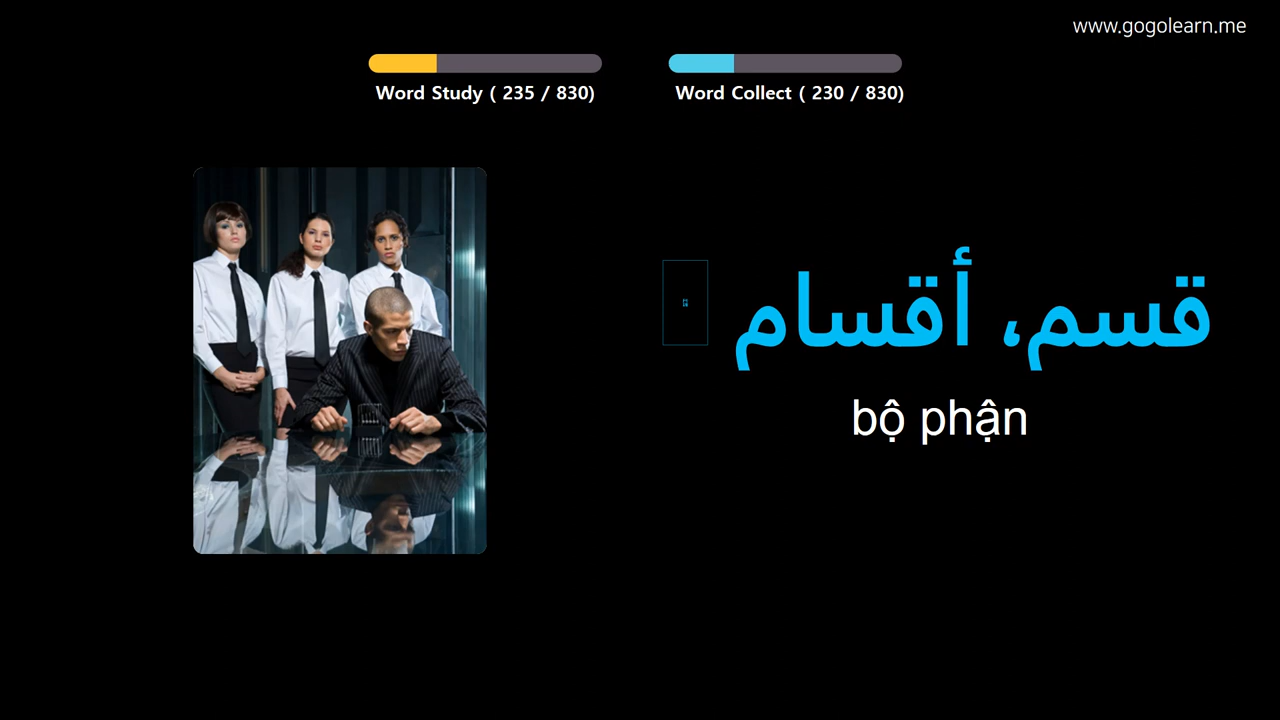 www.gogolearn.me
Word Study ( 235 / 830)
Word Collect ( 230 / 830)
قسم، أقسام
bộ phận